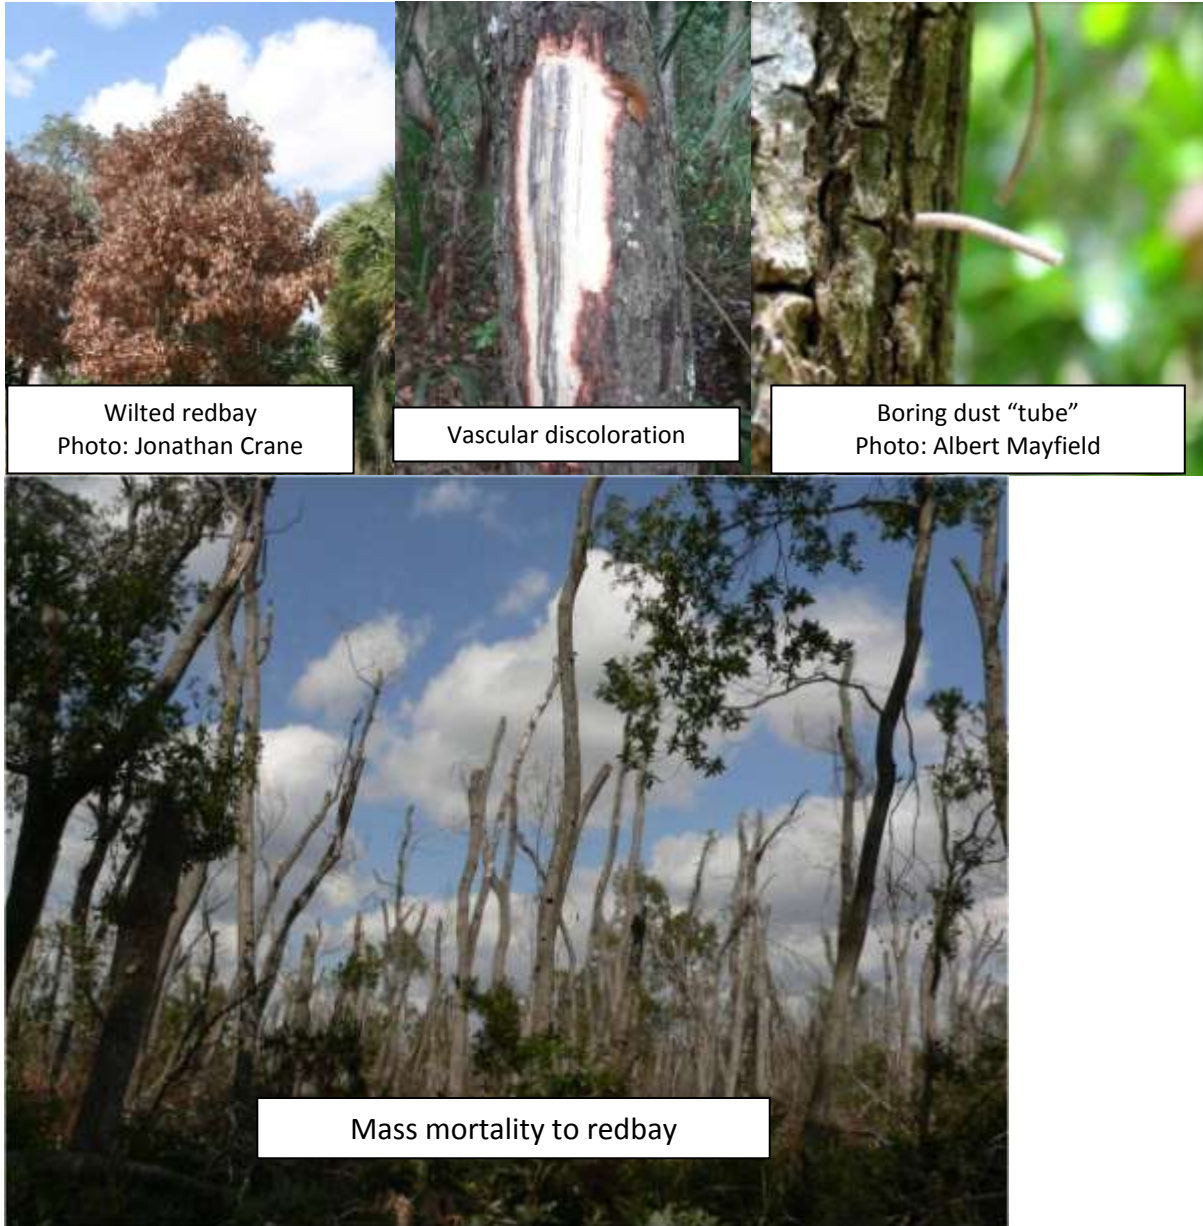 Wilted redbay
Photo: Jonathan Crane
Vascular discoloration
Boring dust “tube”
Photo: Albert Mayfield
Mass mortality to redbay